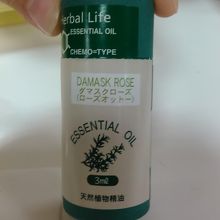 Herbal Life
ESSENTIAL OIL
CHEMO=TYPE
DAMASK ROSE
ダマスクローズ
(ローズオットー)
ESSENTIAL OIL
3ml
天然植物精油